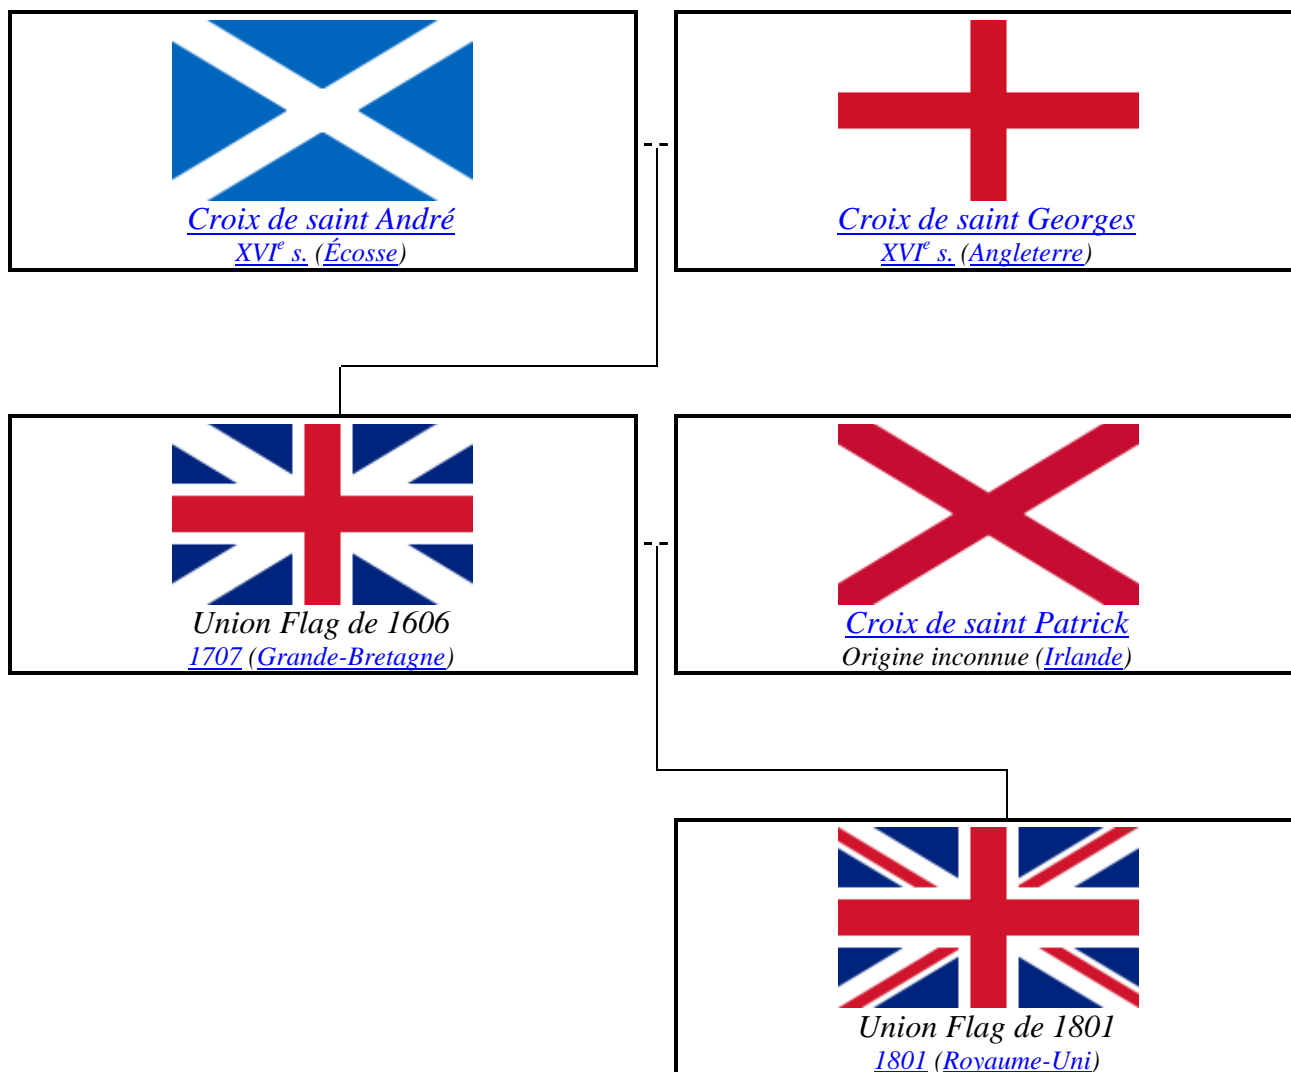 Croix de saint André
XVIe s. (Écosse)
Croix de saint Georges
XVIe s. (Angleterre)
Union Flag de 1606
1707 (Grande-Bretagne)
Croix de saint Patrick
Origine inconnue (Irlande)
Union Flag de 1801
1801 (Royaume-Uni)